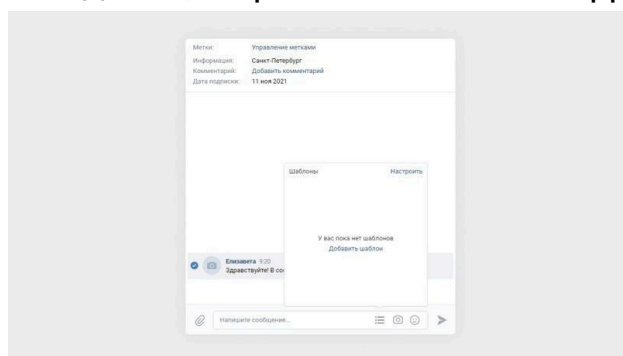 Метки: Управление метками
Информация: Санкт-Петербург
Комментарий: Добавить комментарий
Дата подписки: 11 ноя 2021
Шаблоны Настроить
У вас пока нет шаблонов
Добавить шаблон
Елизавета 9:20
Здравствуйте! В
Напишите сообщение...